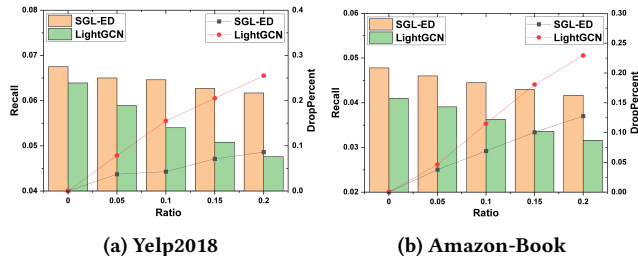 SGL-ED
LightGCN
SGL-ED
LightGCN
0.08
0.07
0.06
0.05
0.04
Recall
0.4
0.3
0.2
0.1
0.0
DropPercent
0 0.05 0.1 0.15 0.2
Ratio
(a) Yelp2018
SGL-ED
LightGCN
SGL-ED
LightGCN
0.06
0.05
0.04
0.03
0.02
Recall
0.30
0.25
0.20
0.15
0.10
0.05
0.00
DropPercent
0 0.05 0.1 0.15 0.2
Ratio
(b) Amazon-Book